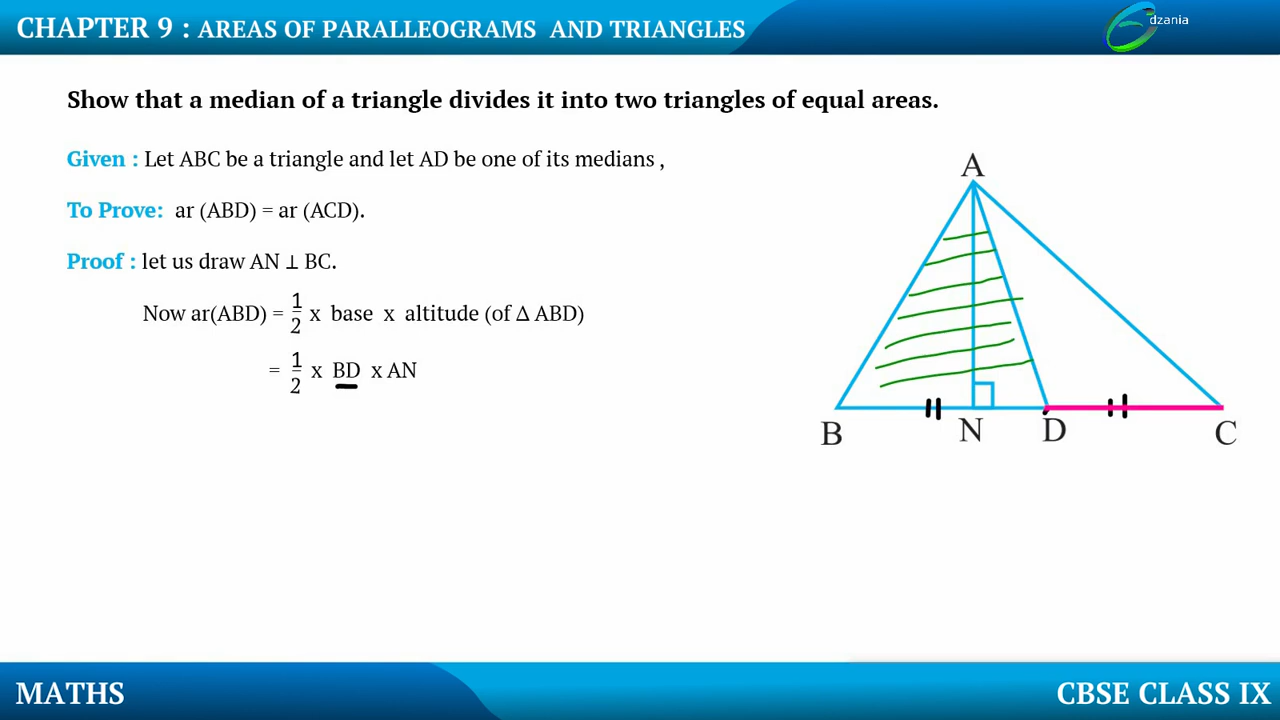 CHAPTER 9 : AREAS OF PARALLEOGRAMS AND TRIANGLES
Edzania
Show that a median of a triangle divides it into two triangles of equal areas.
Given : Let ABC be a triangle and let AD be one of its medians ,
To Prove: ar (ABD) = ar (ACD).
Proof : let us draw AN ⊥ BC.
Now ar(ABD) = 1/2 x base x altitude (of Δ ABD)
= 1/2 x BD x AN
A
B N D C
MATHS
CBSE CLASS IX